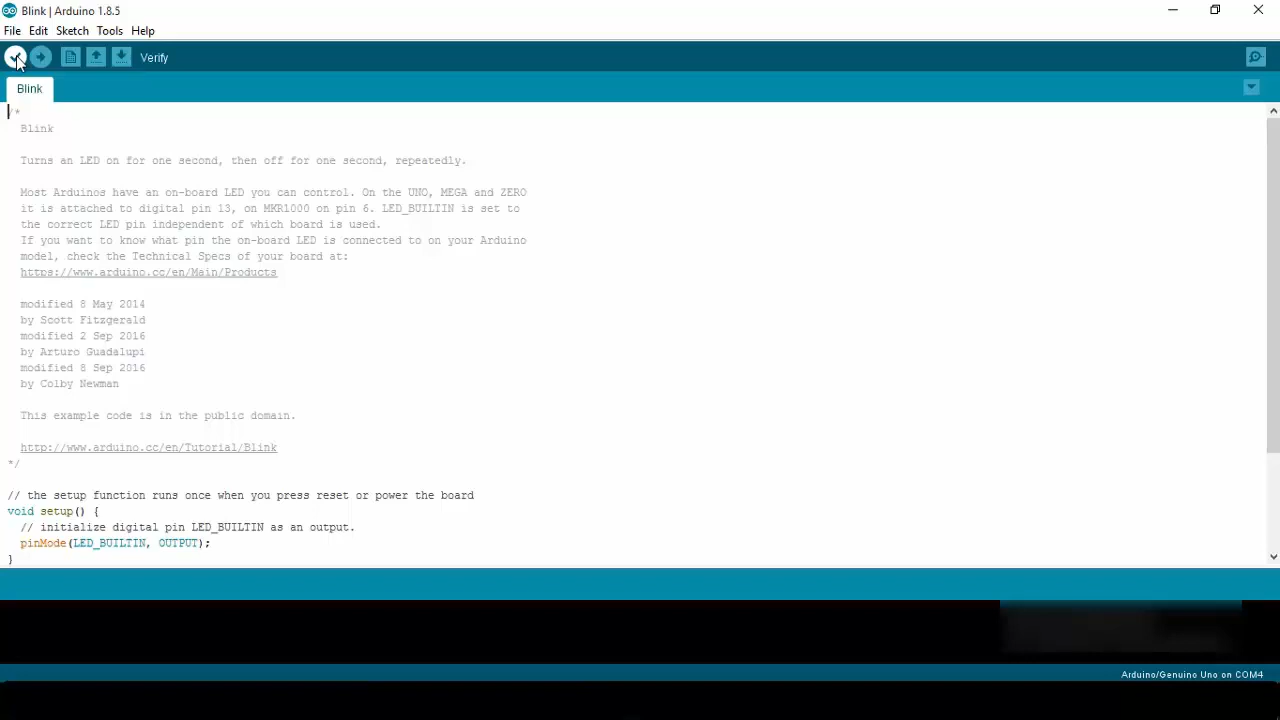 Blink | Arduino 1.8.5
File Edit Sketch Tools Help
Verify
Blink
/*
Blink
Turns an LED on for one second, then off for one second, repeatedly.
Most Arduinos have an on-board LED you can control. On the UNO, MEGA and ZERO
it is attached to digital pin 13, on MKR1000 on pin 6. LED_BUILTIN is set to
the correct LED pin independent of which board is used.
If you want to know what pin the on-board LED is connected to on your Arduino
model, check the Technical Specs of your board at:
https://www.arduino.cc/en/Main/Products
modified 8 May 2014
by Scott Fitzgerald
modified 2 Sep 2016
by Arturo Guadalupi
modified 8 Sep 2016
by Colby Newman
This example code is in the public domain.
http://www.arduino.cc/en/Tutorial/Blink
*/
// the setup function runs once when you press reset or power the board
void setup() {
// initialize digital pin LED_BUILTIN as an output.
pinMode(LED_BUILTIN, OUTPUT);
}
Arduino/Genuino Uno on COM4